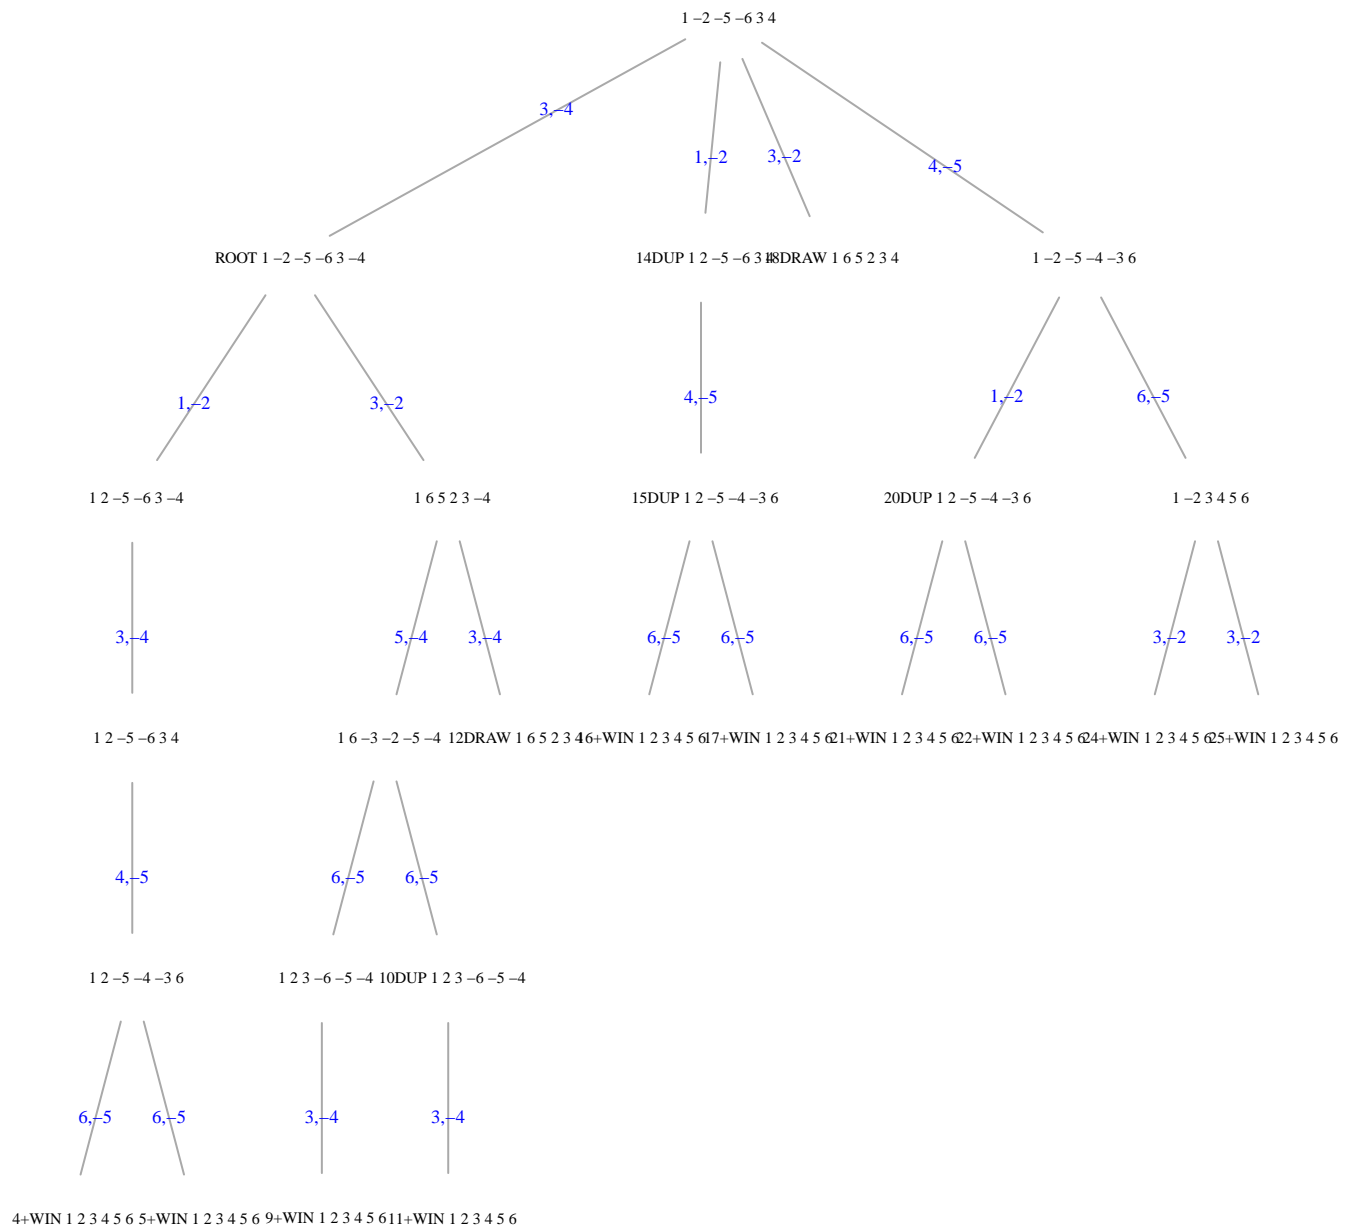 1 –2 –5 –6 3 4
3,–4
1,–2
3,–2
4,–5
ROOT 1 –2 –5 –6 3 –4
14DUP 1 2 –5 –6 3 4
18DRAW 1 6 5 2 3 4
1 –2 –5 –4 –3 6
1,–2
3,–2
4,–5
1,–2
6,–5
1 2 –5 –6 3 –4
1 6 5 2 3 –4
15DUP 1 2 –5 –4 –3 6
20DUP 1 2 –5 –4 –3 6
1 –2 3 4 5 6
3,–4
5,–4
3,–4
6,–5
6,–5
6,–5
6,–5
3,–2
3,–2
1 2 –5 –6 3 4
1 6 –3 –2 –5 –4
12DRAW 1 6 5 2 3 4
16+WIN 1 2 3 4 5 6
17+WIN 1 2 3 4 5 6
21+WIN 1 2 3 4 5 6
22+WIN 1 2 3 4 5 6
24+WIN 1 2 3 4 5 6
25+WIN 1 2 3 4 5 6
4,–5
6,–5
6,–5
1 2 –5 –4 –3 6
1 2 3 –6 –5 –4
10DUP 1 2 3 –6 –5 –4
6,–5
6,–5
3,–4
3,–4
4+WIN 1 2 3 4 5 6
5+WIN 1 2 3 4 5 6
9+WIN 1 2 3 4 5 6
11+WIN 1 2 3 4 5 6